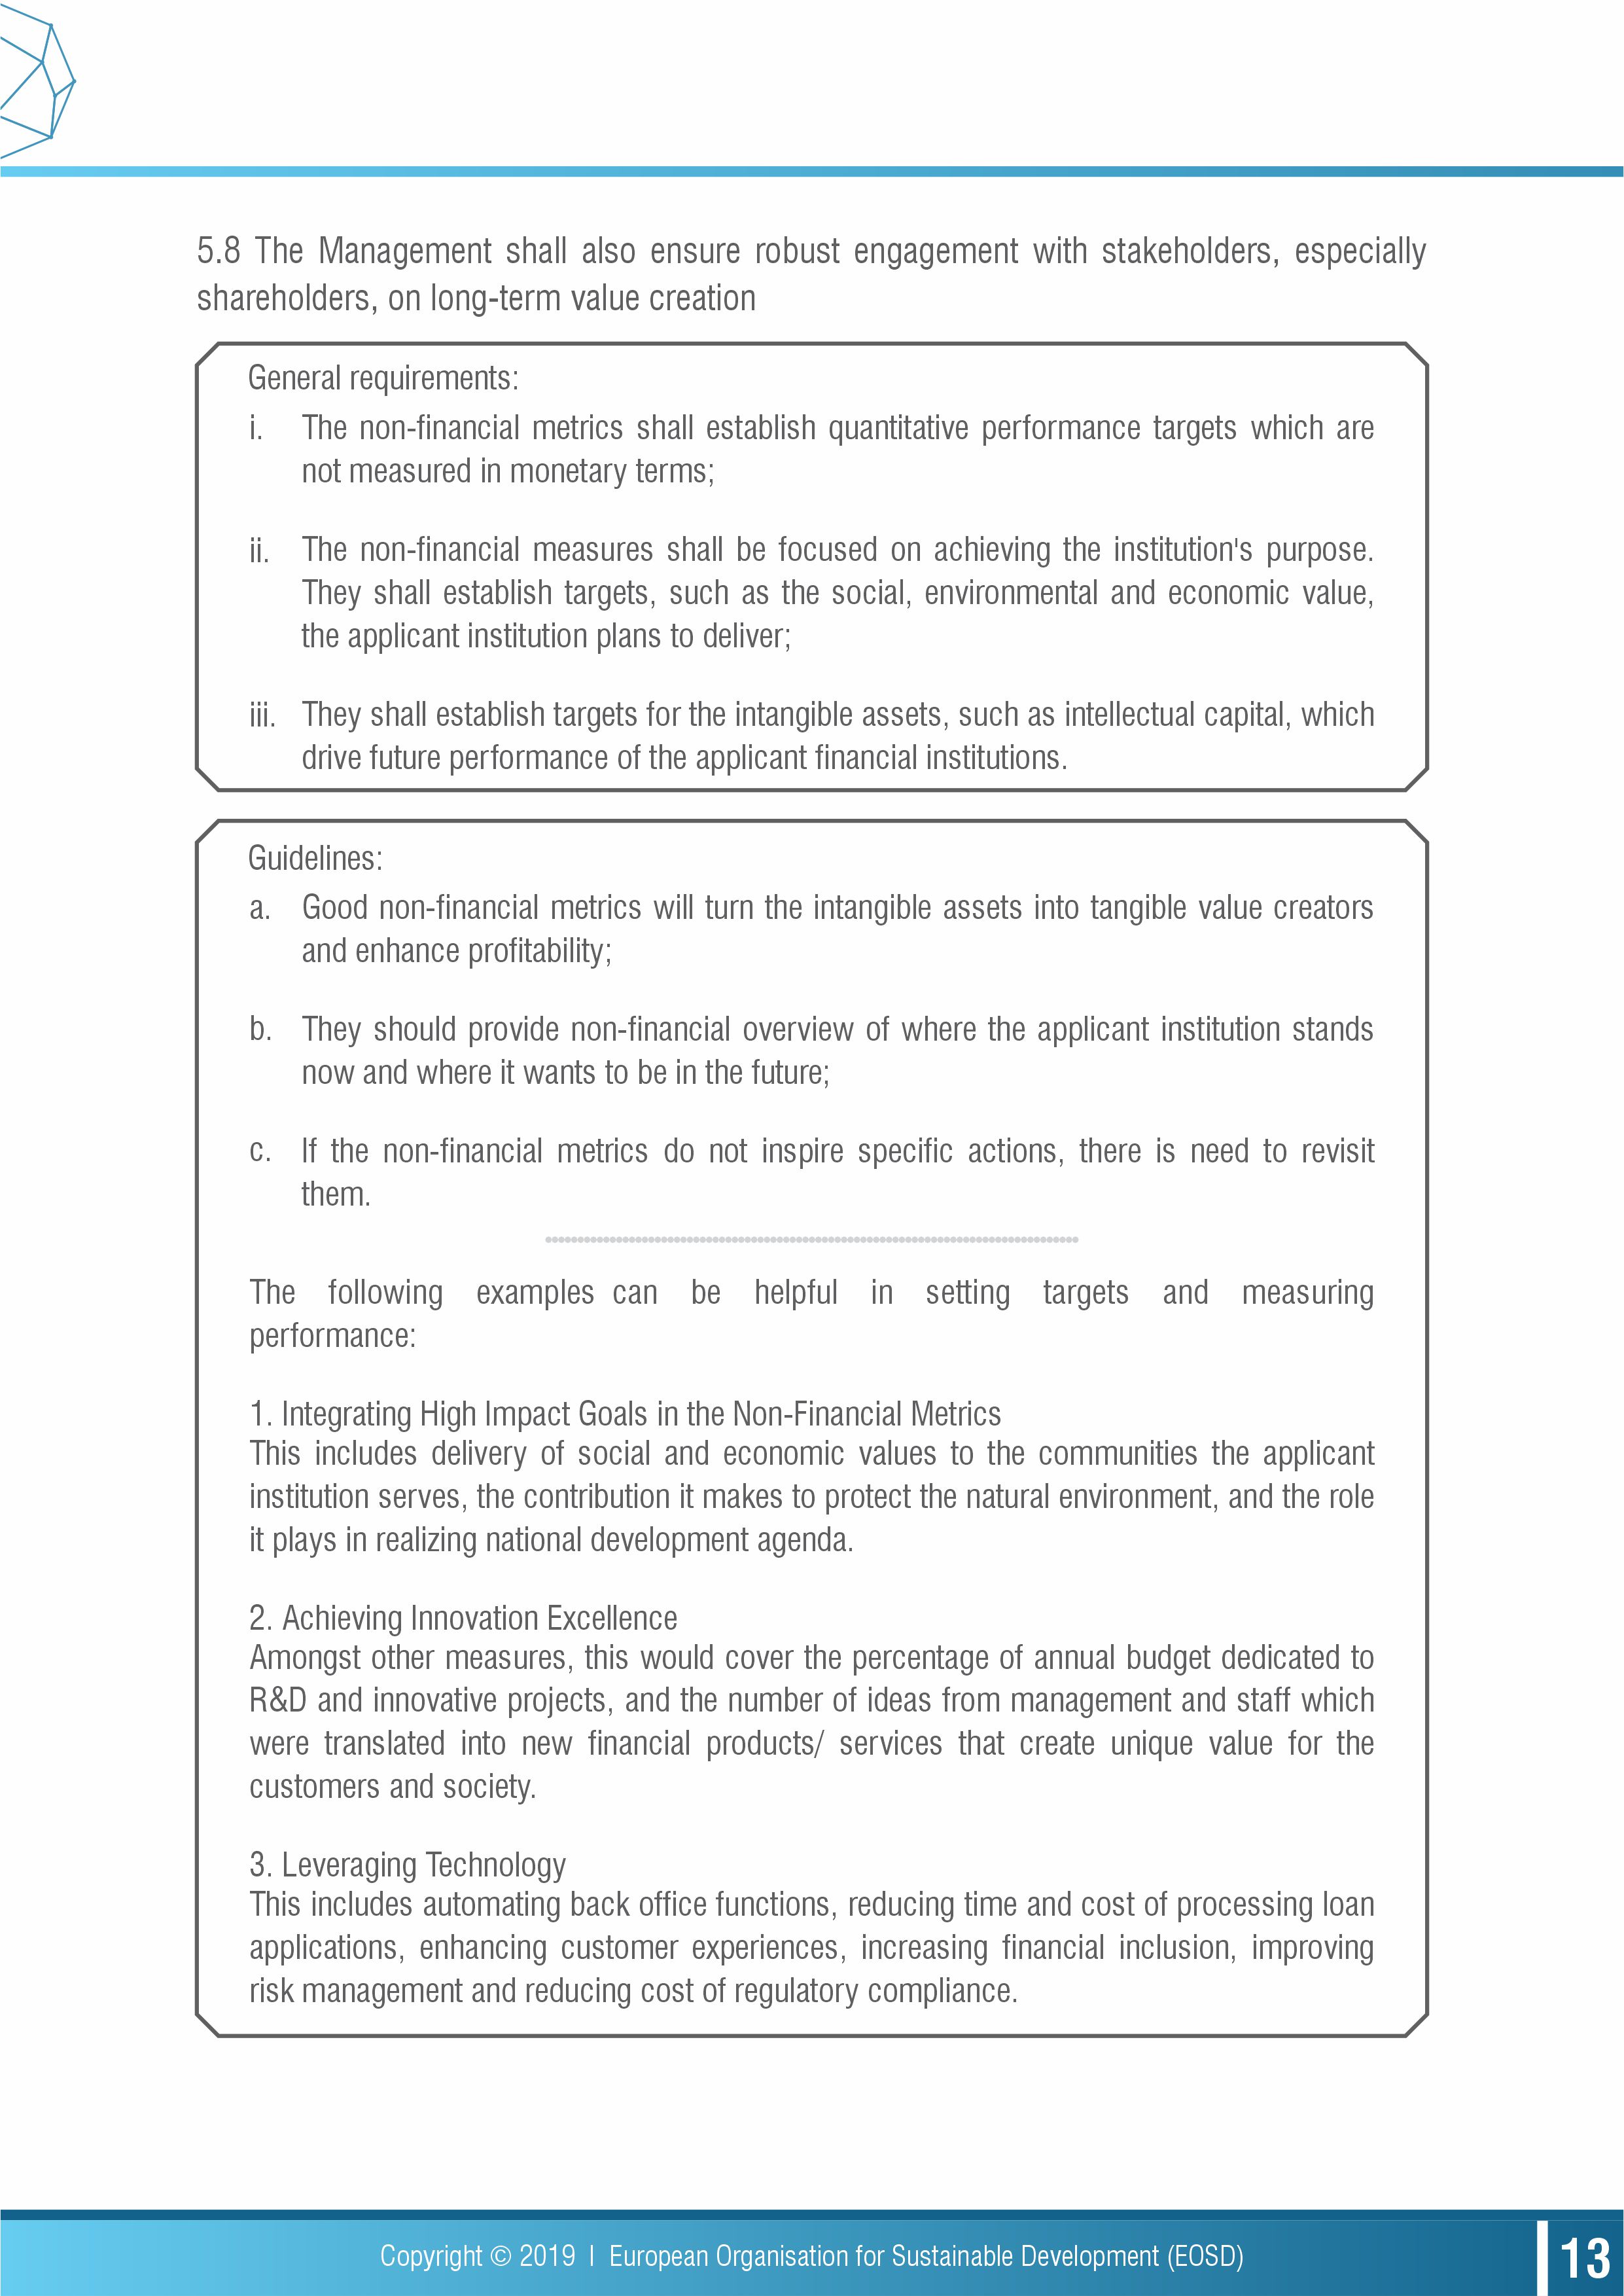 5.8 The Management shall also ensure robust engagement with stakeholders, especially
shareholders, on long-term value creation
General requirements:
i. The non-financial metrics shall establish quantitative performance targets which are
not measured in monetary terms;
ii. The non-financial measures shall be focused on achieving the institution's purpose.
They shall establish targets, such as the social, environmental and economic value,
the applicant institution plans to deliver;
iii. They shall establish targets for the intangible assets, such as intellectual capital, which
drive future performance of the applicant financial institutions.
Guidelines:
a. Good non-financial metrics will turn the intangible assets into tangible value creators
and enhance profitability;
b. They should provide non-financial overview of where the applicant institution stands
now and where it wants to be in the future;
c. If the non-financial metrics do not inspire specific actions, there is need to revisit
them.
The following examples can be helpful in setting targets and measuring
performance:
1. Integrating High Impact Goals in the Non-Financial Metrics
This includes delivery of social and economic values to the communities the applicant
institution serves, the contribution it makes to protect the natural environment, and the role
it plays in realizing national development agenda.
2. Achieving Innovation Excellence
Amongst other measures, this would cover the percentage of annual budget dedicated to
R&D and innovative projects, and the number of ideas from management and staff which
were translated into new financial products/ services that create unique value for the
customers and society.
3. Leveraging Technology
This includes automating back office functions, reducing time and cost of processing loan
applications, enhancing customer experiences, increasing financial inclusion, improving
risk management and reducing cost of regulatory compliance.
Copyright © 2019 | European Organisation for Sustainable Development (EOSD)
13